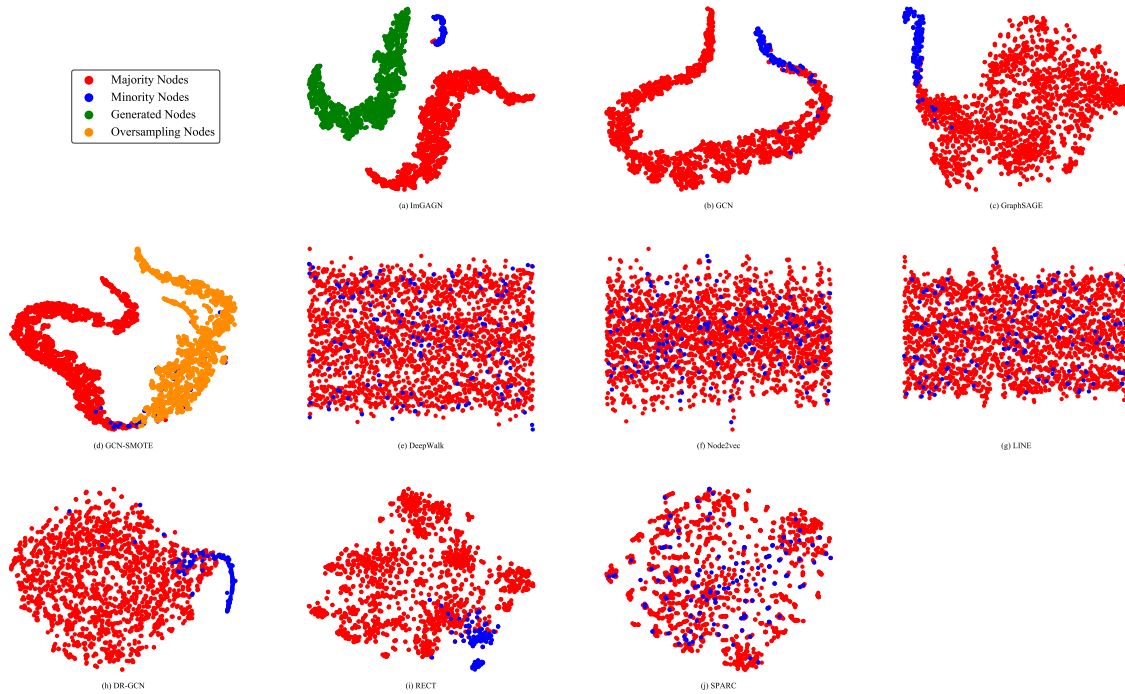 Majority Nodes
Minority Nodes
Generated Nodes
Oversampling Nodes
(a) ImGAGN
(b) GCN
(c) GraphSAGE
(d) GCN-SMOTE
(e) DeepWalk
(f) Node2vec
(g) LINE
(h) DR-GCN
(i) RECT
(j) SPARC